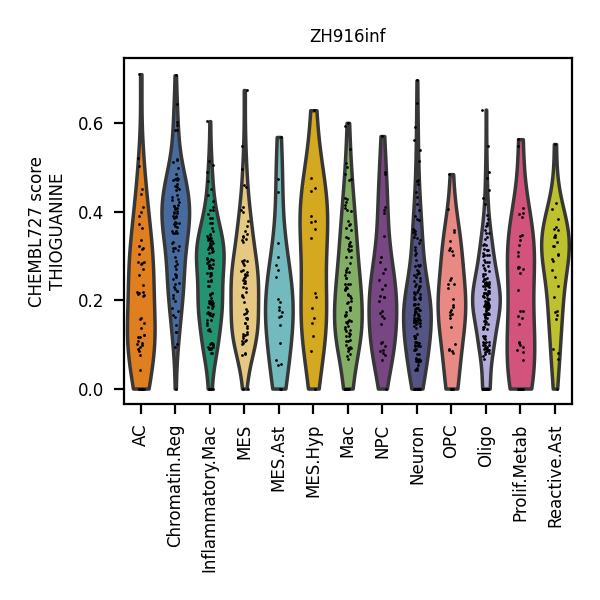 ZH916inf
CHEMBL727 score
THIOGUANINE
0.6
0.4
0.2
0.0
AC
Chromatin.Reg
Inflammatory.Mac
MES
MES.Ast
MES.Hyp
Mac
NPC
Neuron
OPC
Oligo
Prolif.Metab
Reactive.Ast